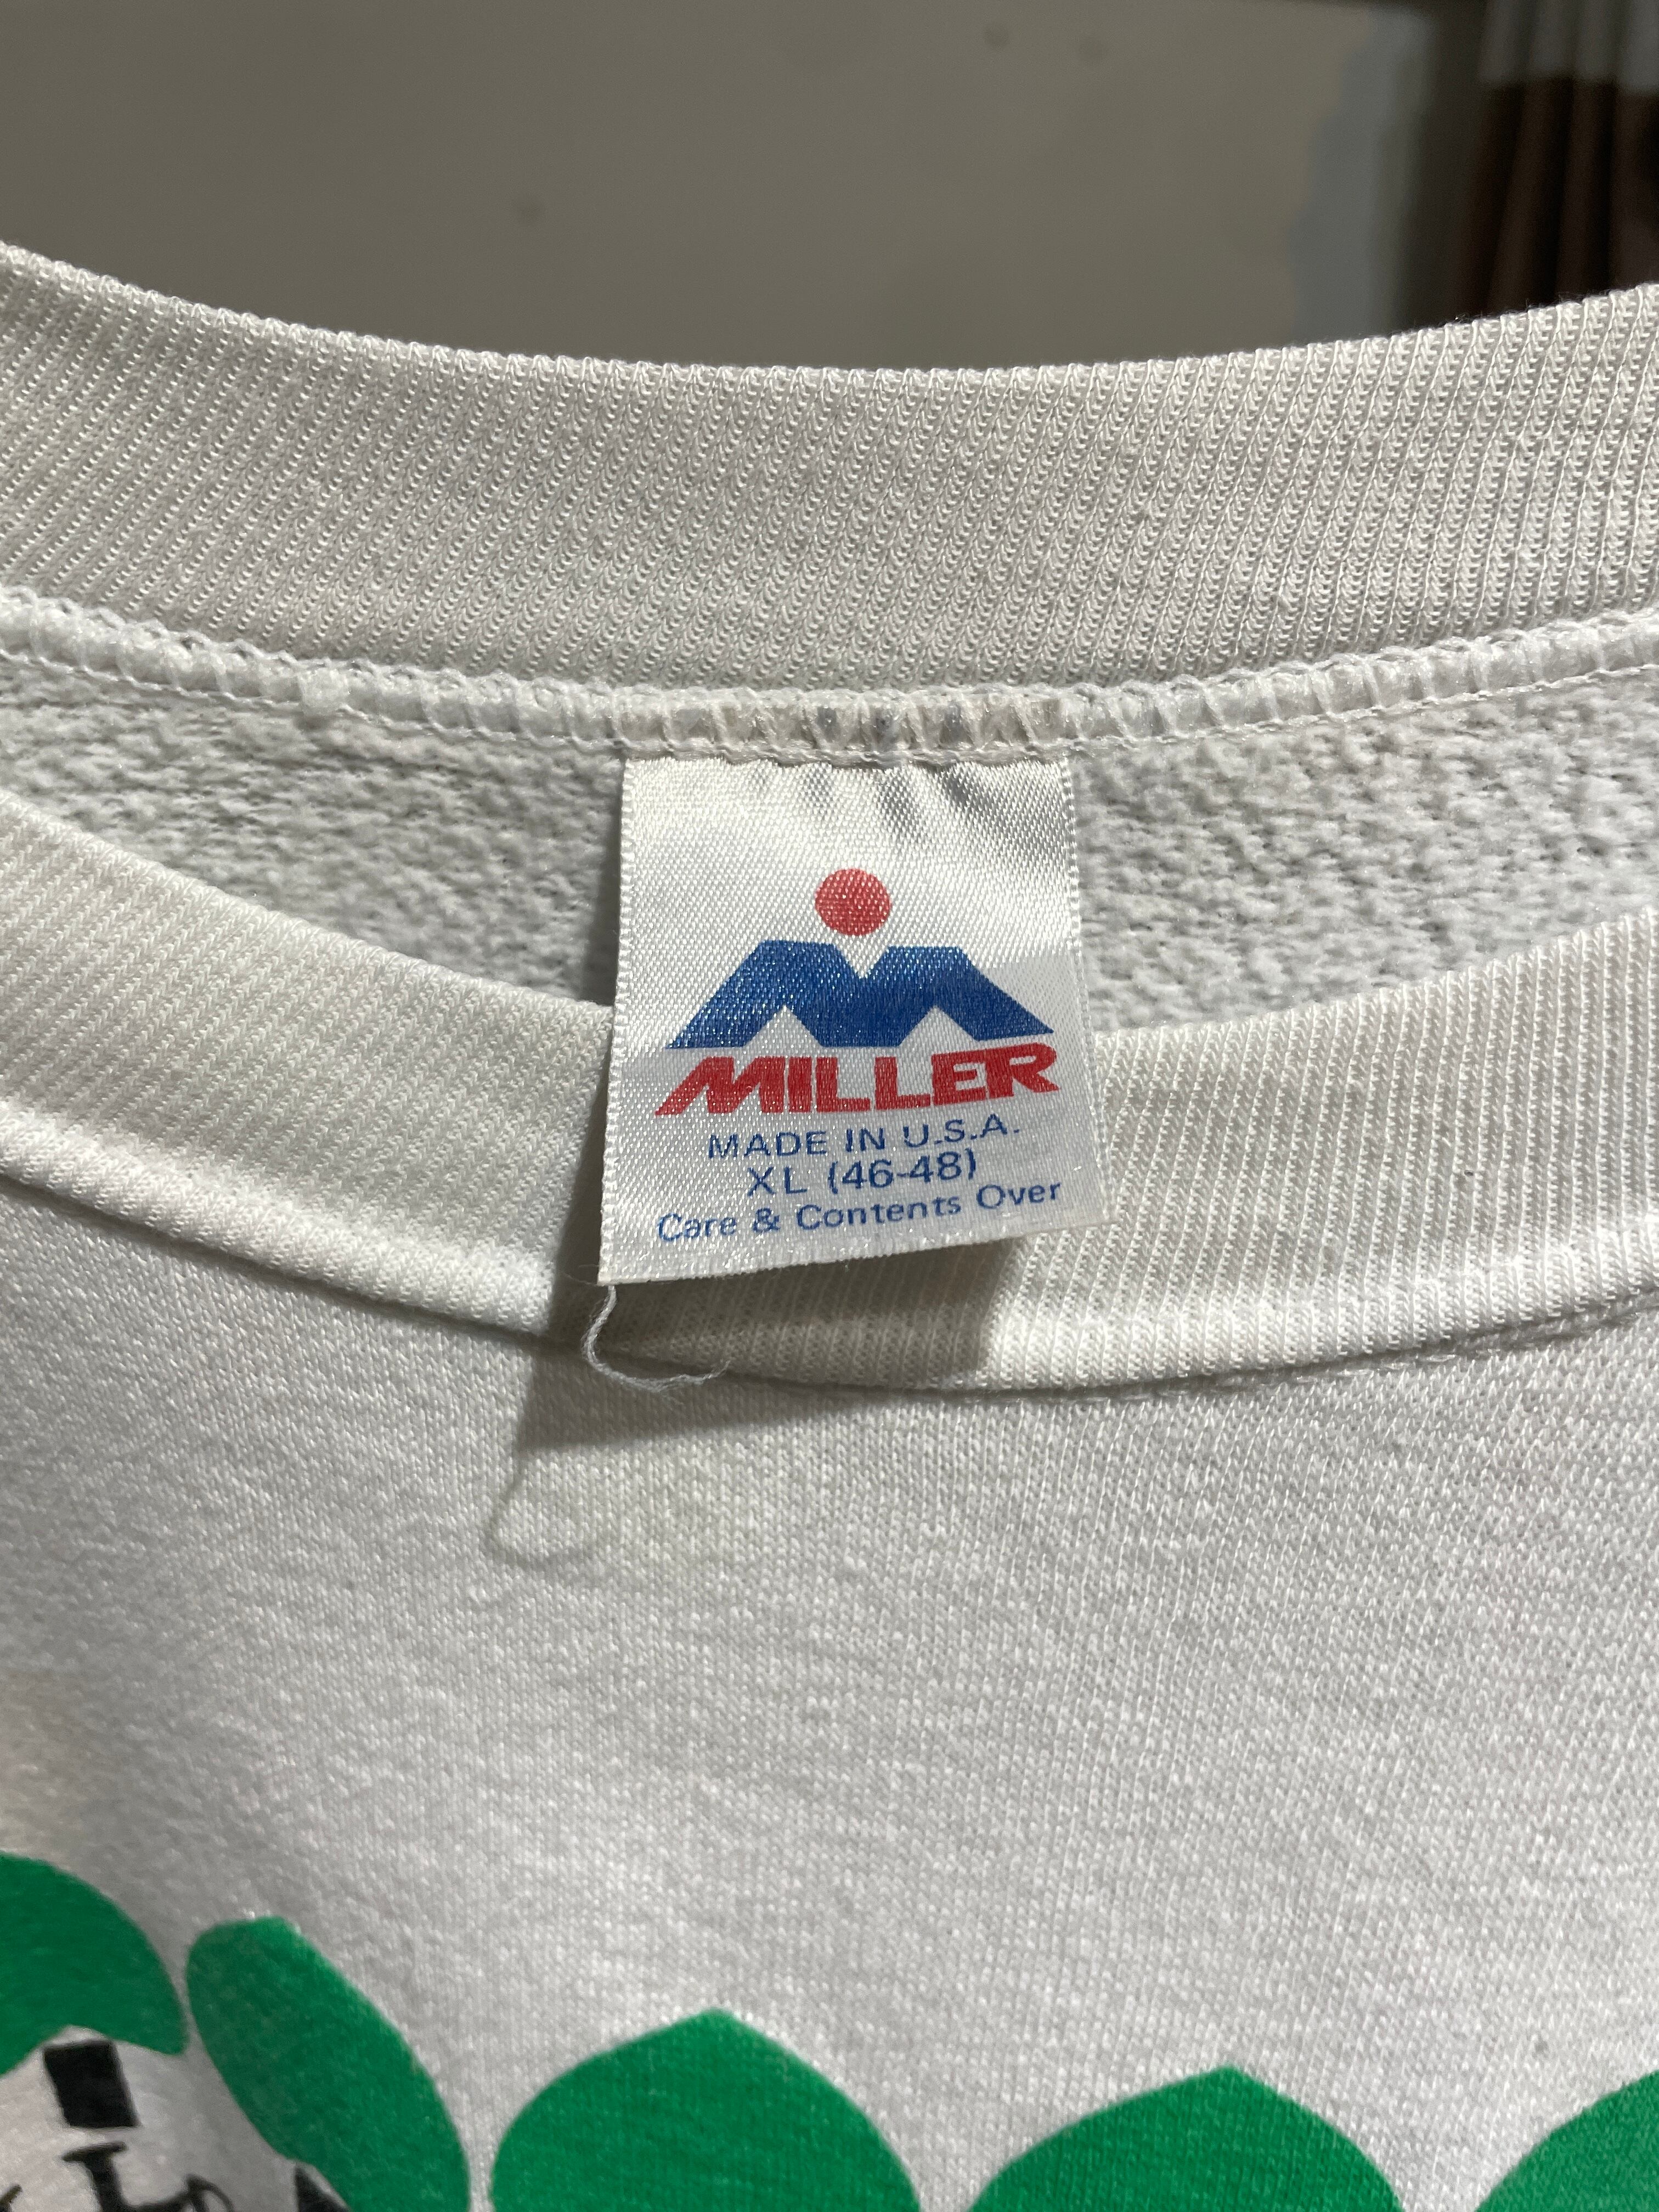 MILLER
MADE IN U.S.A.
XL (46-48)
Care & Contents Over